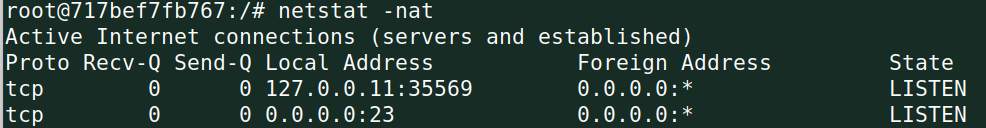 root@717bef7fb767:/# netstat -nat
Active Internet connections (servers and established)
Proto Recv-Q Send-Q Local Address           Foreign Address         State
tcp        0      0 127.0.0.11:35569        0.0.0.0:*               LISTEN
tcp        0      0 0.0.0.0:23              0.0.0.0:*               LISTEN